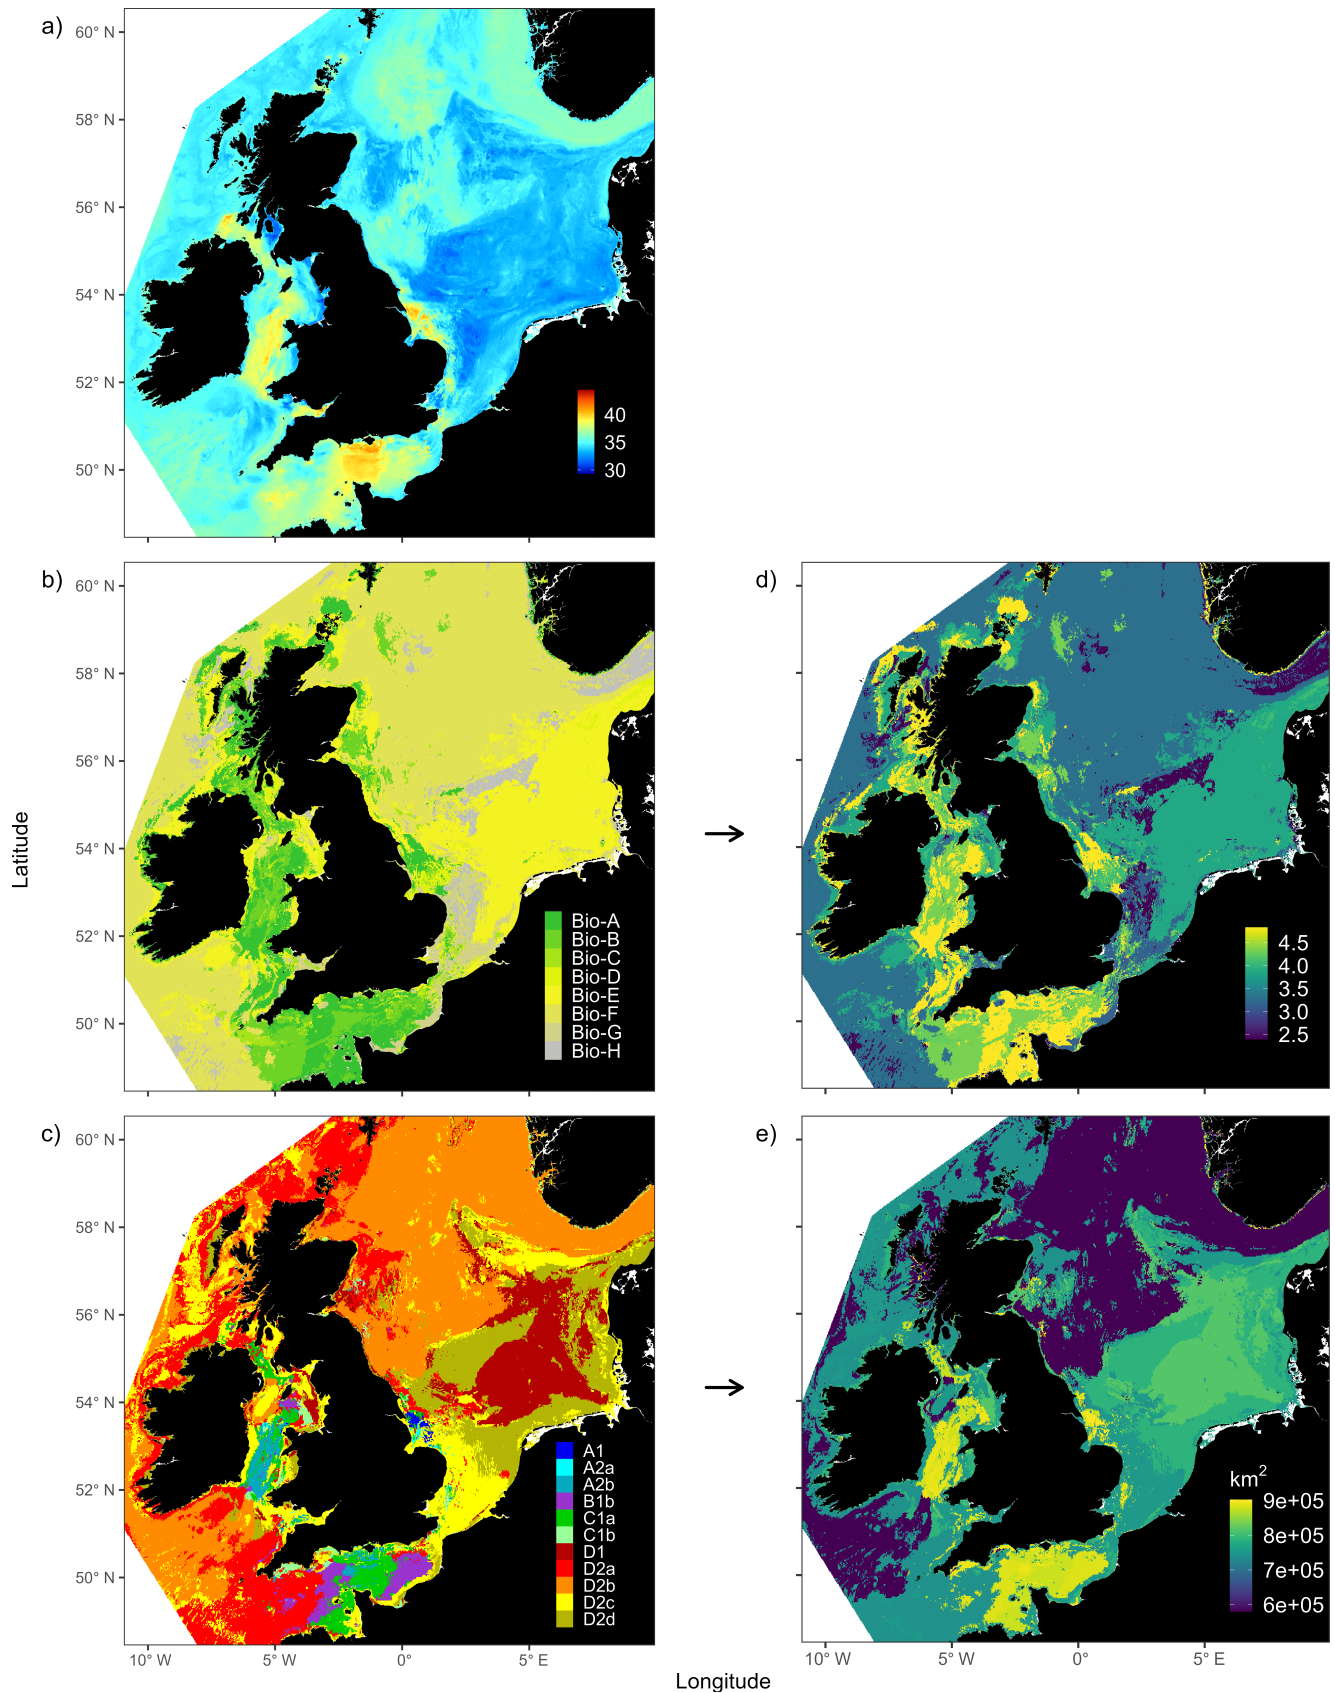 a)
60° N
58° N
56° N
54° N
52° N
50° N
40
35
30
b)
60° N
58° N
56° N
54° N
52° N
50° N
Bio-A
Bio-B
Bio-C
Bio-D
Bio-E
Bio-F
Bio-G
Bio-H
d)
4.5
4.0
3.5
3.0
2.5
Latitude
c)
60° N
58° N
56° N
54° N
52° N
50° N
A1
A2a
A2b
B1b
C1a
C1b
D1
D2a
D2b
D2c
D2d
10° W
5° W
0°
5° E
e)
km²
9e+05
8e+05
7e+05
6e+05
10° W
5° W
0°
5° E
Longitude